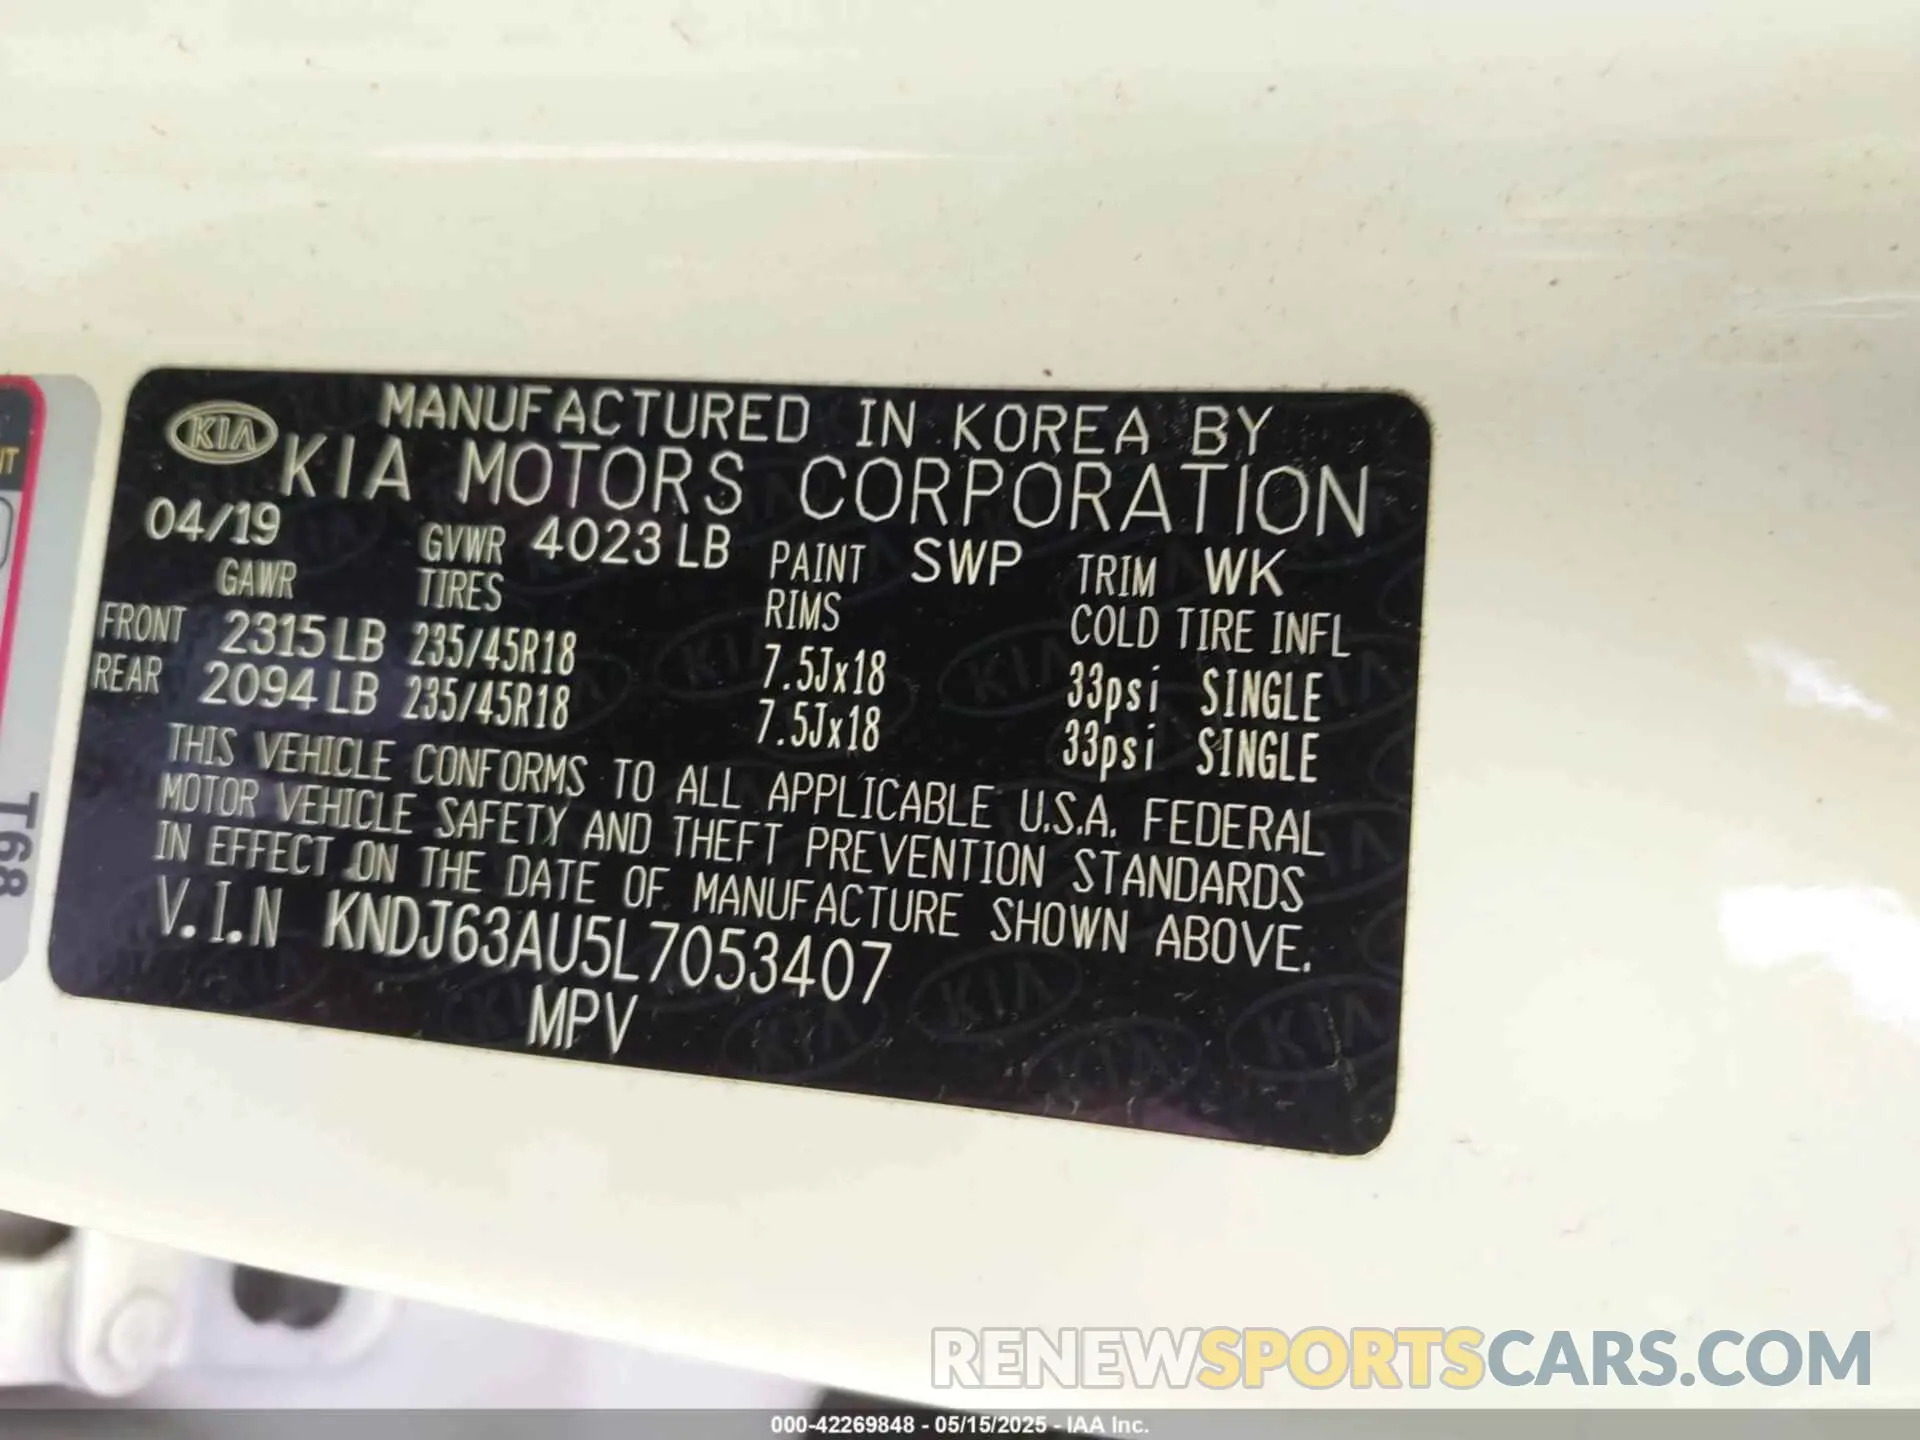 MANUFACTURED IN KOREA BY
KIA
KIA MOTORS CORPORATION
04/19 GVWR 4023 LB PAINT SWP TRIM WK
GAWR TIRES RIMS COLD TIRE INFL
FRONT 2315 LB 235/45R18 7.5Jx18 33psi SINGLE
REAR 2094 LB 235/45R18 7.5Jx18 33psi SINGLE
THIS VEHICLE CONFORMS TO ALL APPLICABLE U.S.A. FEDERAL
MOTOR VEHICLE SAFETY AND THEFT PREVENTION STANDARDS
IN EFFECT ON THE DATE OF MANUFACTURE SHOWN ABOVE.
V.I.N KNDJ63AU5L7053407
MPV
T68
RENEWSPORTSCARS.COM
000-42269848 - 05/15/2025 - IAA Inc.